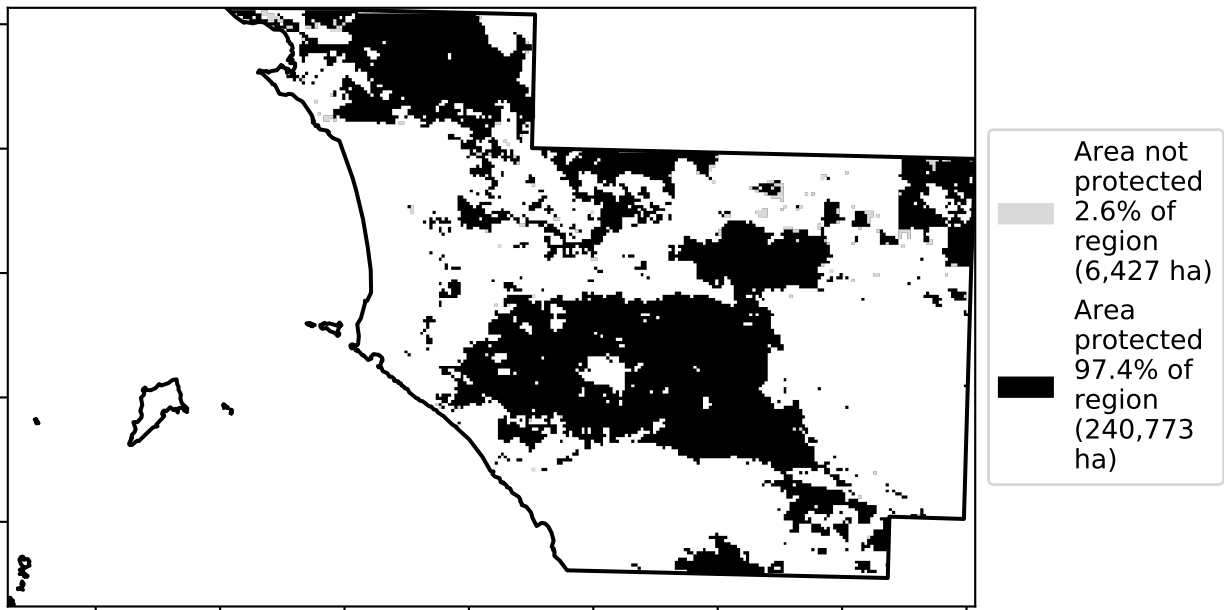 Area not
protected
2.6% of
region
(6,427 ha)
Area
protected
97.4% of
region
(240,773
ha)